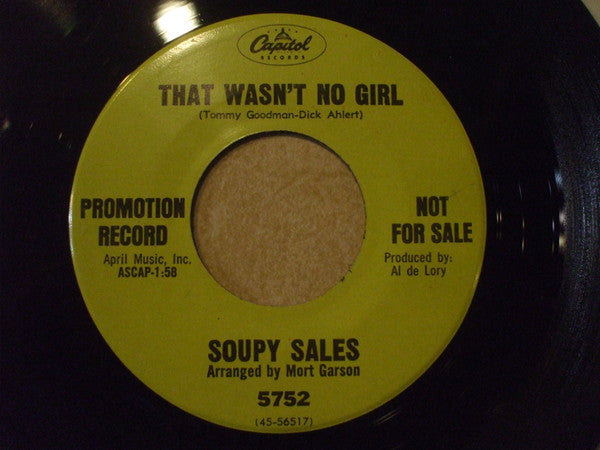 Capitol
RECORDS
THAT WASN'T NO GIRL
(Tommy Goodman-Dick Ahlert)
PROMOTION
RECORD
April Music, Inc.
ASCAP-1:58
NOT
FOR SALE
Produced by:
Al de Lory
SOUPY SALES
Arranged by Mort Garson
5752
(45-56517)